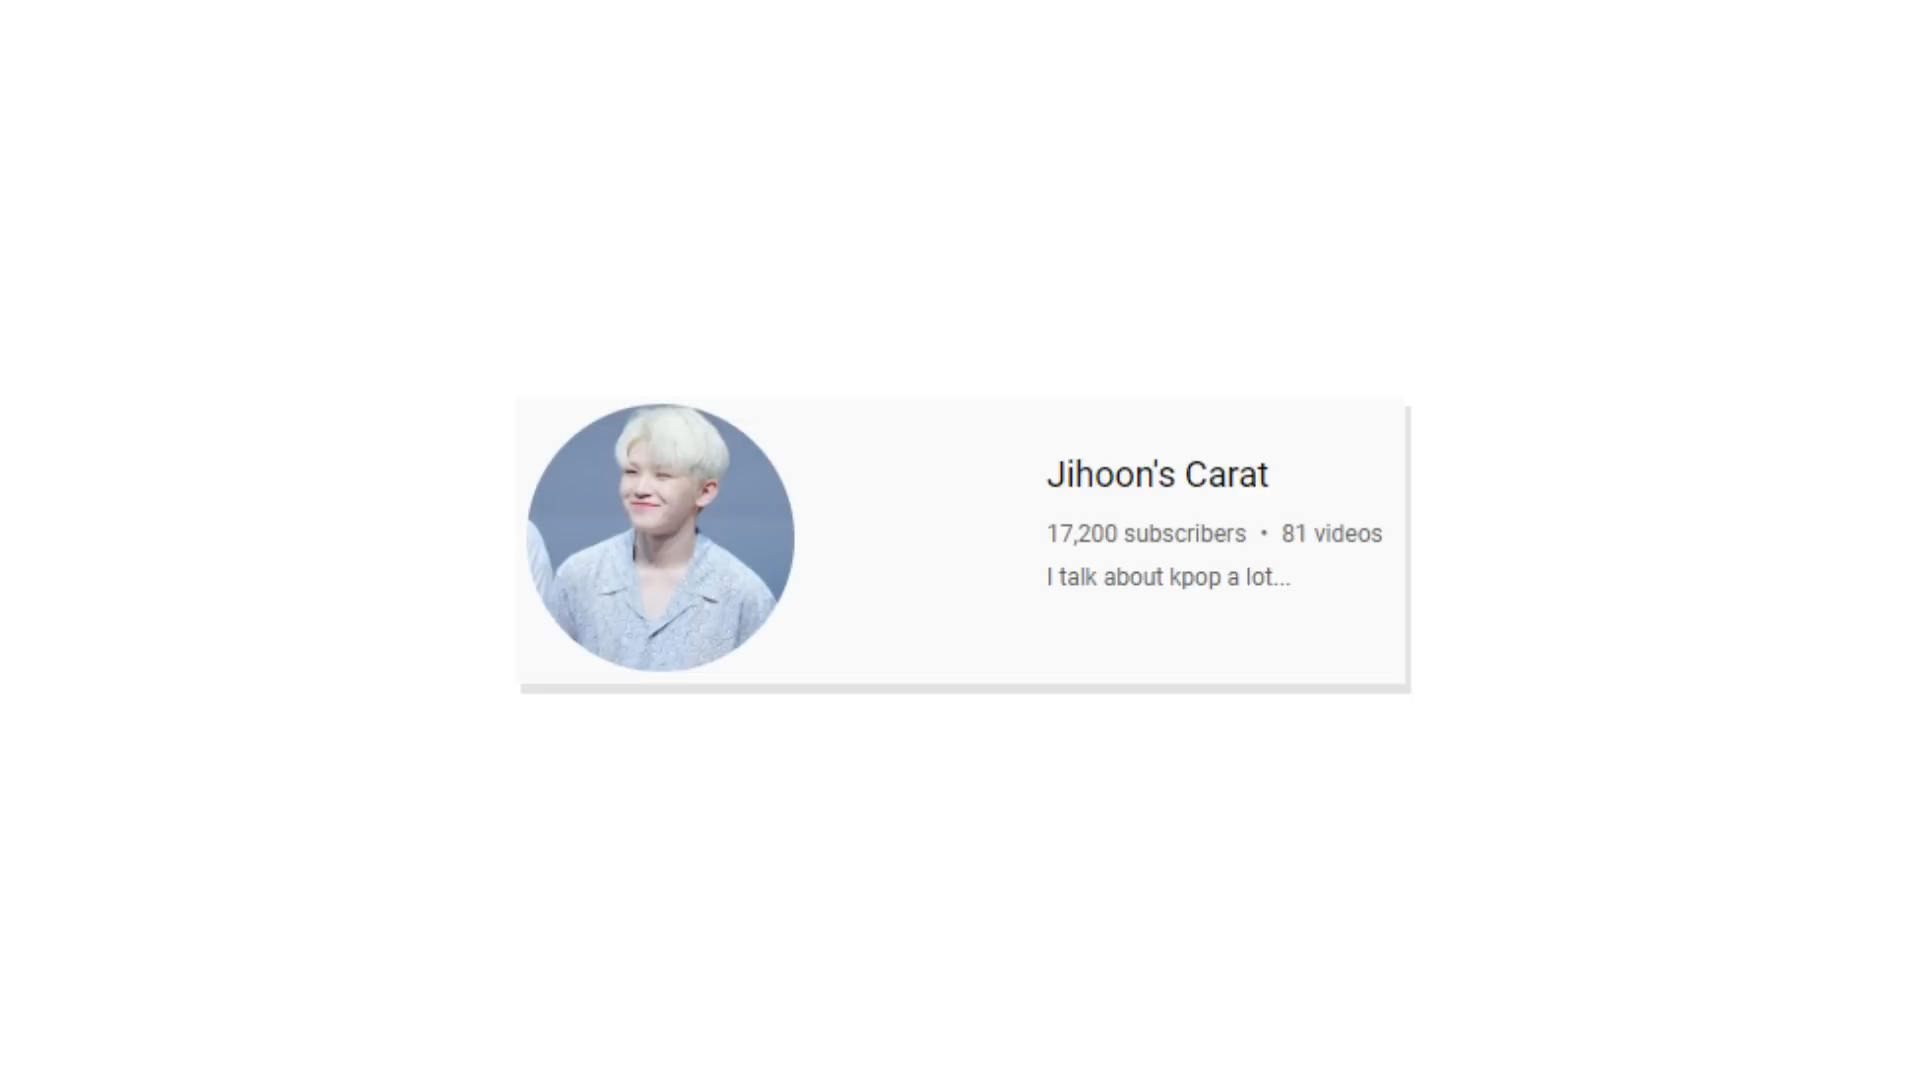 Jihoon's Carat
17,200 subscribers • 81 videos
I talk about kpop a lot...